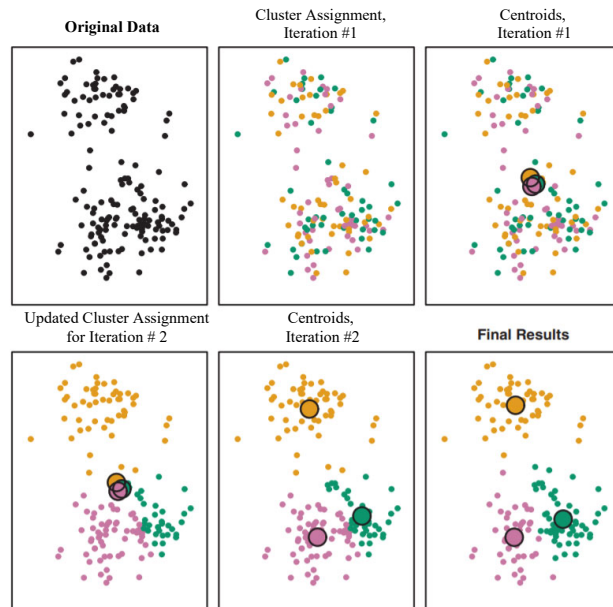 Original Data
Cluster Assignment,
Iteration #1
Centroids,
Iteration #1
Updated Cluster Assignment
for Iteration # 2
Centroids,
Iteration #2
Final Results